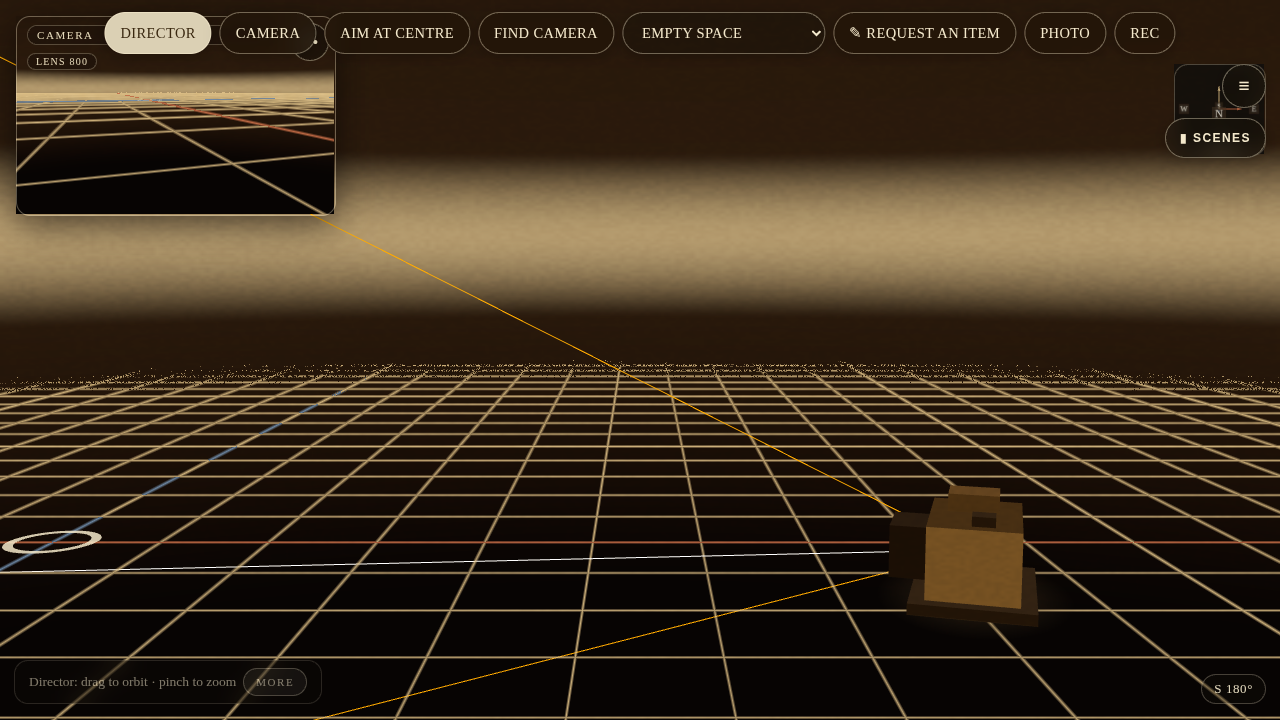 CAMERA
LENS 800
DIRECTOR
CAMERA
AIM AT CENTRE
FIND CAMERA
EMPTY SPACE
✎ REQUEST AN ITEM
PHOTO
REC
≡
W
N
E
▮ SCENES
Director: drag to orbit · pinch to zoom
MORE
S 180°